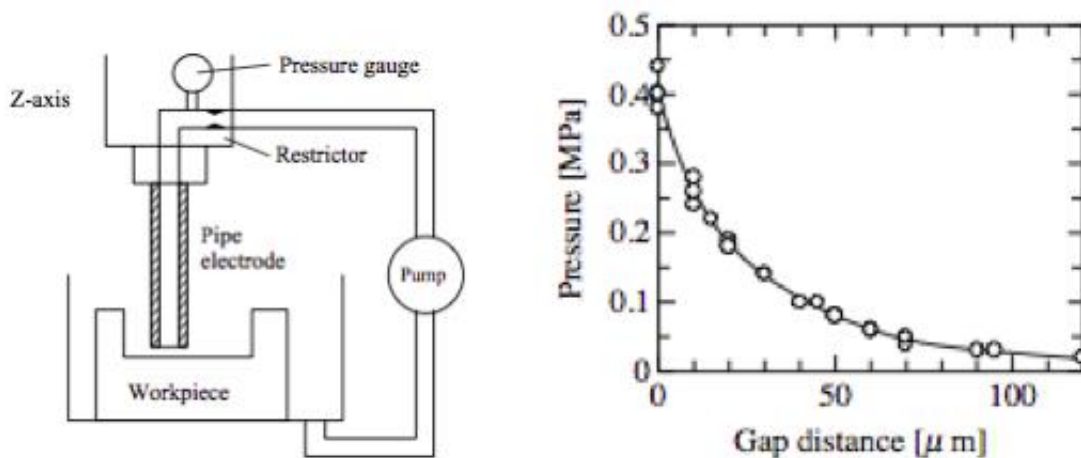 Pressure gauge
Z-axis
Restrictor
Pipe
electrode
Pump
Workpiece
0.5
0.4
0.3
0.2
0.1
0
Pressure [MPa]
0 50 100
Gap distance [μ m]